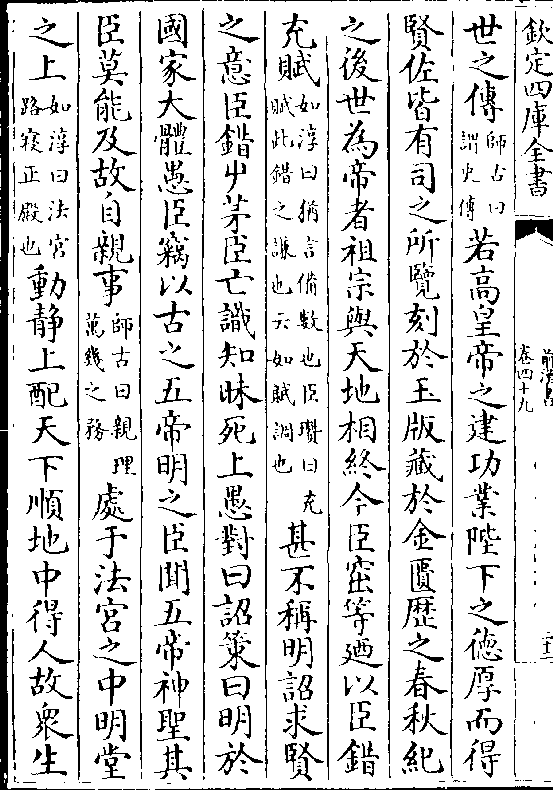 欽定四庫全書
前漢書
卷四十九
世之傳師古曰謂史傳若高皇帝之建功業陛下之德厚而得
賢佐皆有司之所覽刻於玉版藏於金匱歴之春秋紀
之後世為帝者祖宗與天地相終今臣窋等廼以臣錯
充賦如淳曰猶言備數也臣瓚曰充賦此錯之謙也云如賦調也甚不稱明詔求賢
之意臣錯屮茅臣亡識知昧死上愚對曰詔策曰明於
國家大體愚臣竊以古之五帝明之臣聞五帝神聖其
臣莫能及故自親事師古曰親理萬幾之務處于法宫之中明堂
之上如淳曰法宫路寢正殿也動静上配天下順地中得人故衆生